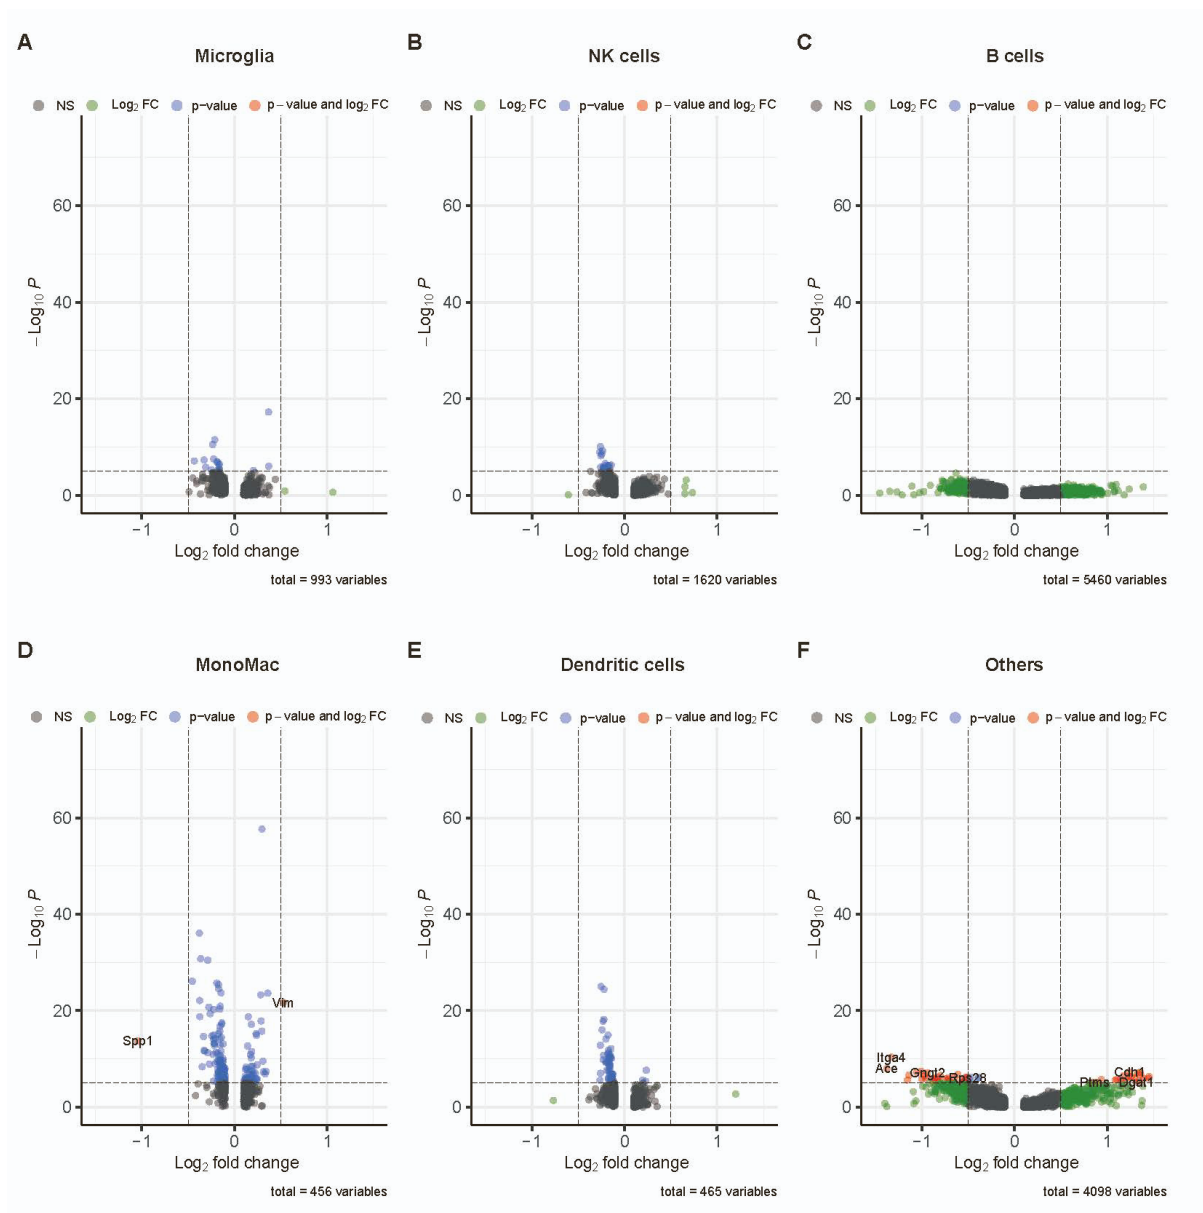 A
Microglia
NS Log2 FC p−value p − value and log2 FC
60
40
20
0
−Log10 P
−1 0 1
Log2 fold change
total = 993 variables
B
NK cells
NS Log2 FC p−value p − value and log2 FC
60
40
20
0
−Log10 P
−1 0 1
Log2 fold change
total = 1620 variables
C
B cells
NS Log2 FC p−value p − value and log2 FC
60
40
20
0
−Log10 P
−1 0 1
Log2 fold change
total = 5460 variables
D
MonoMac
NS Log2 FC p−value p − value and log2 FC
60
40
20
0
−Log10 P
Vim
Spp1
−1 0 1
Log2 fold change
total = 456 variables
E
Dendritic cells
NS Log2 FC p−value p − value and log2 FC
60
40
20
0
−Log10 P
−1 0 1
Log2 fold change
total = 465 variables
F
Others
NS Log2 FC p−value p − value and log2 FC
60
40
20
0
−Log10 P
Itga4
Ace
Gngt2
Rps28
Cdh1
Ptms
Dgat1
−1 0 1
Log2 fold change
total = 4098 variables